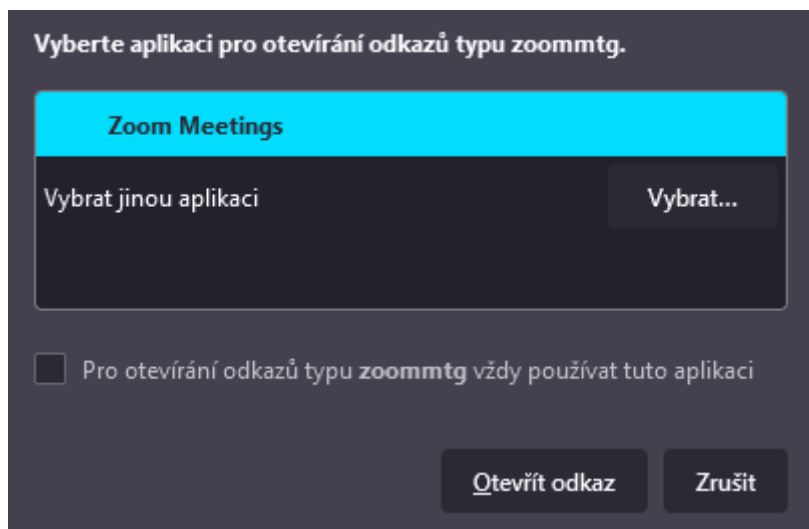 Vyberte aplikaci pro otevírání odkazů typu zoommtg.
Zoom Meetings
Vybrat jinou aplikaci Vybrat...
Pro otevírání odkazů typu zoommtg vždy používat tuto aplikaci
Otevřít odkaz Zrušit